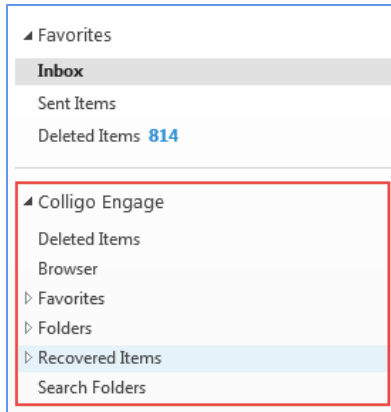 Favorites
Inbox
Sent Items
Deleted Items 814
Colligo Engage
Deleted Items
Browser
Favorites
Folders
Recovered Items
Search Folders